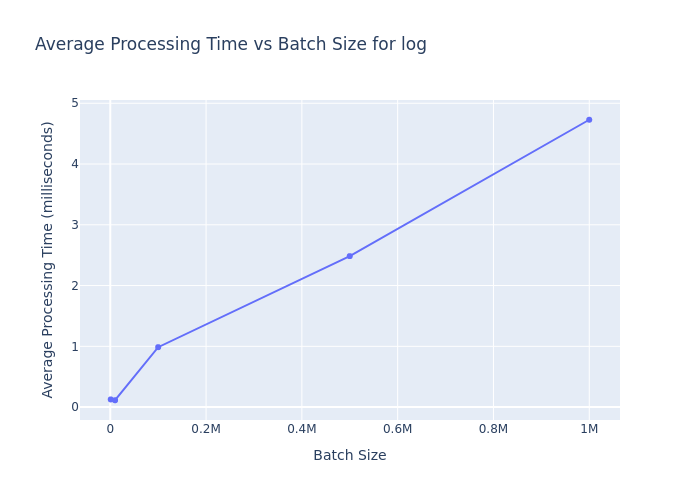 Average Processing Time vs Batch Size for log
Average Processing Time (milliseconds)
5
4
3
2
1
0
0 0.2M 0.4M 0.6M 0.8M 1M
Batch Size